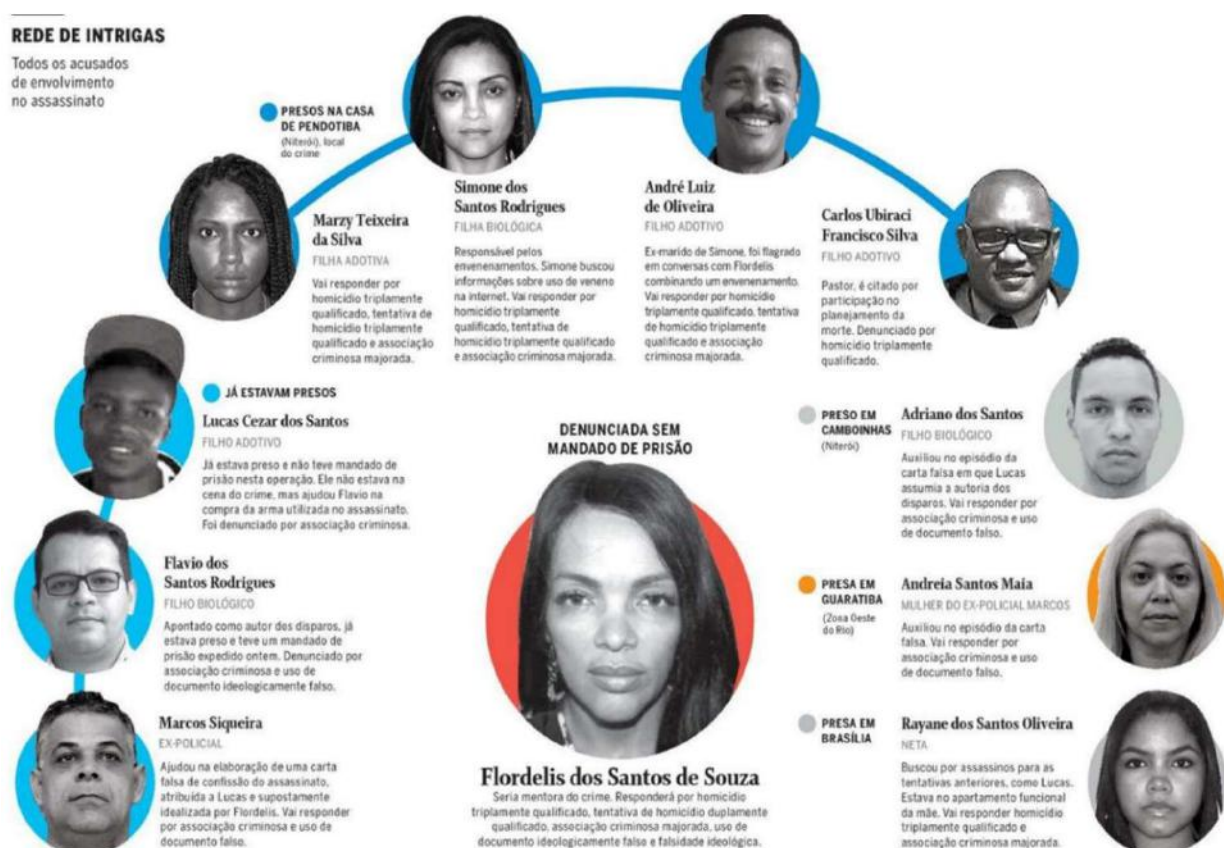 REDE DE INTRIGAS
Todos os acusados
de envolvimento
no assassinato
PRESOS NA CASA
DE PENDOTIBA
(Niterói), local
do crime
Marzy Teixeira
da Silva
FILHA ADOTIVA
Vai responder por
homicídio triplamente
qualificado, tentativa de
homicídio triplamente
qualificado e associação
criminosa majorada.
Simone dos
Santos Rodrigues
FILHA BIOLÓGICA
Responsável pelos
envenenamentos. Simone buscou
informações sobre uso de veneno
na internet. Vai responder por
homicídio triplamente
qualificado, tentativa de
homicídio triplamente qualificado
e associação criminosa majorada.
André Luiz
de Oliveira
FILHO ADOTIVO
Ex-marido de Simone, foi flagrado
em conversas com Flordelis
combinando um envenenamento.
Vai responder por homicídio
triplamente qualificado, tentativa
de homicídio triplamente
qualificado e associação
criminosa majorada.
Carlos Ubiraci
Francisco Silva
FILHO ADOTIVO
Pastor, é citado por
participação no
planejamento da
morte. Denunciado por
homicídio triplamente
qualificado.
JÁ ESTAVAM PRESOS
Lucas Cezar dos Santos
FILHO ADOTIVO
Já estava preso e não teve mandado de
prisão nesta operação. Ele não estava na
cena do crime, mas ajudou Flavio na
compra da arma utilizada no assassinato.
Foi denunciado por associação criminosa.
Flavio dos
Santos Rodrigues
FILHO BIOLÓGICO
Apontado como autor dos disparos, já
estava preso e teve um mandado de
prisão expedido ontem. Denunciado por
associação criminosa e uso de
documento ideologicamente falso.
Marcos Siqueira
EX-POLICIAL
Ajudou na elaboração de uma carta
falsa de confissão do assassinato,
atribuída a Lucas e supostamente
idealizada por Flordelis. Vai responder
por associação criminosa e uso de
documento falso.
DENUNCIADA SEM
MANDADO DE PRISÃO
Flordelis dos Santos de Souza
Seria mentora do crime. Responderá por homicídio
triplamente qualificado, tentativa de homicídio duplamente
qualificado, associação criminosa majorada, uso de
documento ideologicamente falso e falsidade ideológica.
PRESO EM
CAMBOINHAS
(Niterói)
Adriano dos Santos
FILHO BIOLÓGICO
Auxiliou no episódio da
carta falsa em que Lucas
assumia a autoria dos
disparos. Vai responder por
associação criminosa e uso
de documento falso.
PRESA EM
GUARATIBA
(Zona Oeste
do Rio)
Andreia Santos Maia
MULHER DO EX-POLICIAL MARCOS
Auxiliou no episódio da carta
falsa. Vai responder por
associação criminosa e uso
de documento falso.
PRESA EM
BRASÍLIA
Rayane dos Santos Oliveira
NETA
Buscou por assassinos para as
tentativas anteriores, como Lucas.
Estava no apartamento funcional
da mãe. Vai responder homicídio
triplamente qualificado e
associação criminosa majorada.